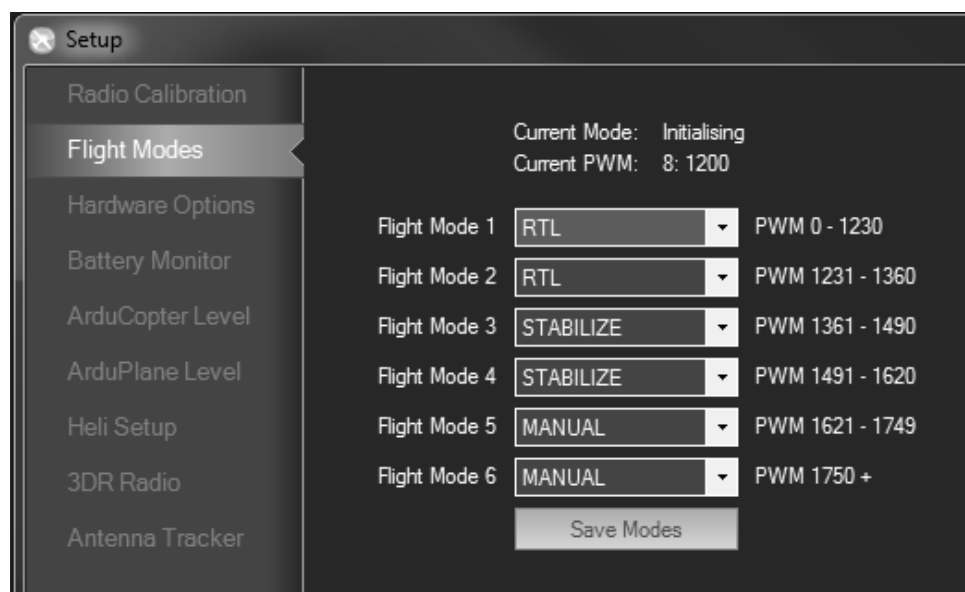 Setup
Radio Calibration
Flight Modes
Hardware Options
Battery Monitor
ArduCopter Level
ArduPlane Level
Heli Setup
3DR Radio
Antenna Tracker
Current Mode: Initialising
Current PWM: 8: 1200
Flight Mode 1 RTL PWM 0 - 1230
Flight Mode 2 RTL PWM 1231 - 1360
Flight Mode 3 STABILIZE PWM 1361 - 1490
Flight Mode 4 STABILIZE PWM 1491 - 1620
Flight Mode 5 MANUAL PWM 1621 - 1749
Flight Mode 6 MANUAL PWM 1750 +
Save Modes